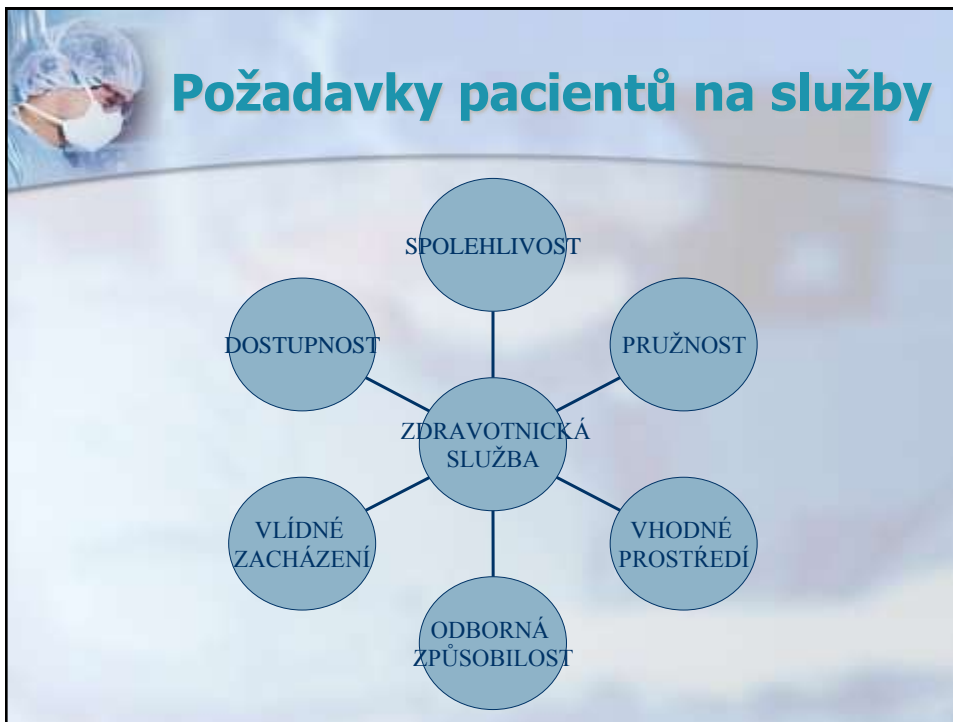 Požadavky pacientů na služby
SPOLEHLIVOST
DOSTUPNOST
PRUŽNOST
ZDRAVOTNICKÁ
SLUŽBA
VLÍDNÉ
ZACHÁZENÍ
VHODNÉ
PROSTŘEDÍ
ODBORNÁ
ZPŮSOBILOST